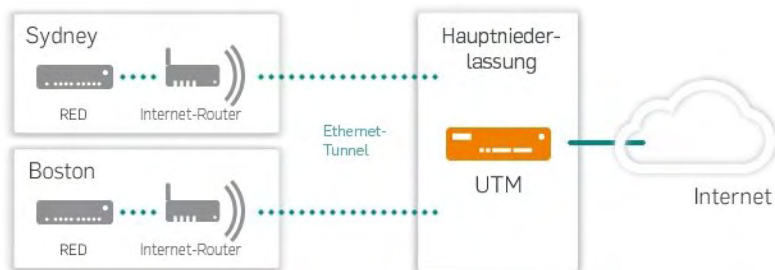 Sydney
RED
Internet-Router
Boston
RED
Internet-Router
Ethernet-
Tunnel
Hauptnieder-
lassung
UTM
Internet